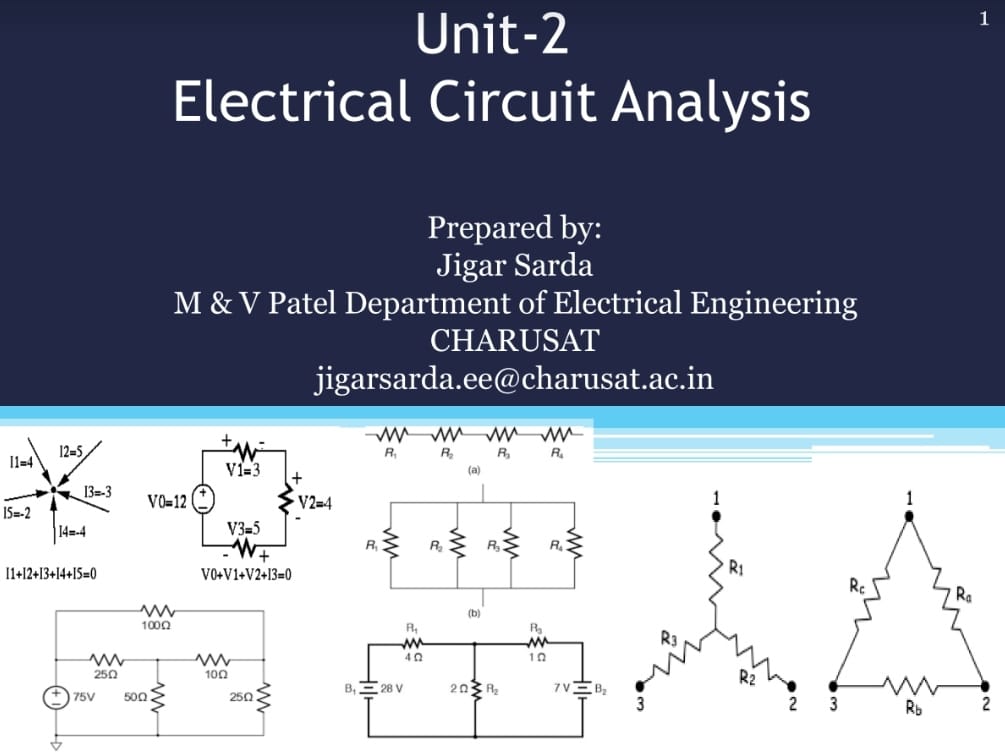 1
Unit-2
Electrical Circuit Analysis
Prepared by:
Jigar Sarda
M & V Patel Department of Electrical Engineering
CHARUSAT
jigarsarda.ee@charusat.ac.in
I1=4
I2=5
I3=-3
I5=-2
I4=-4
I1+I2+I3+I4+I5=0
+ -
V1=3
V0=12
+
V2=4
-
V3=5
- +
V0+V1+V2+I3=0
R₁ R₂ R₃ R₄
(a)
R₁ R₂ R₃ R₄
(b)
100Ω
25Ω
10Ω
75V
50Ω
25Ω
R₁
4 Ω
R₃
1 Ω
B₁ 28 V
2 Ω R₂
7 V B₂
1
R1
R3
R2
3 2
1
Rc
Ra
3
Rb
2